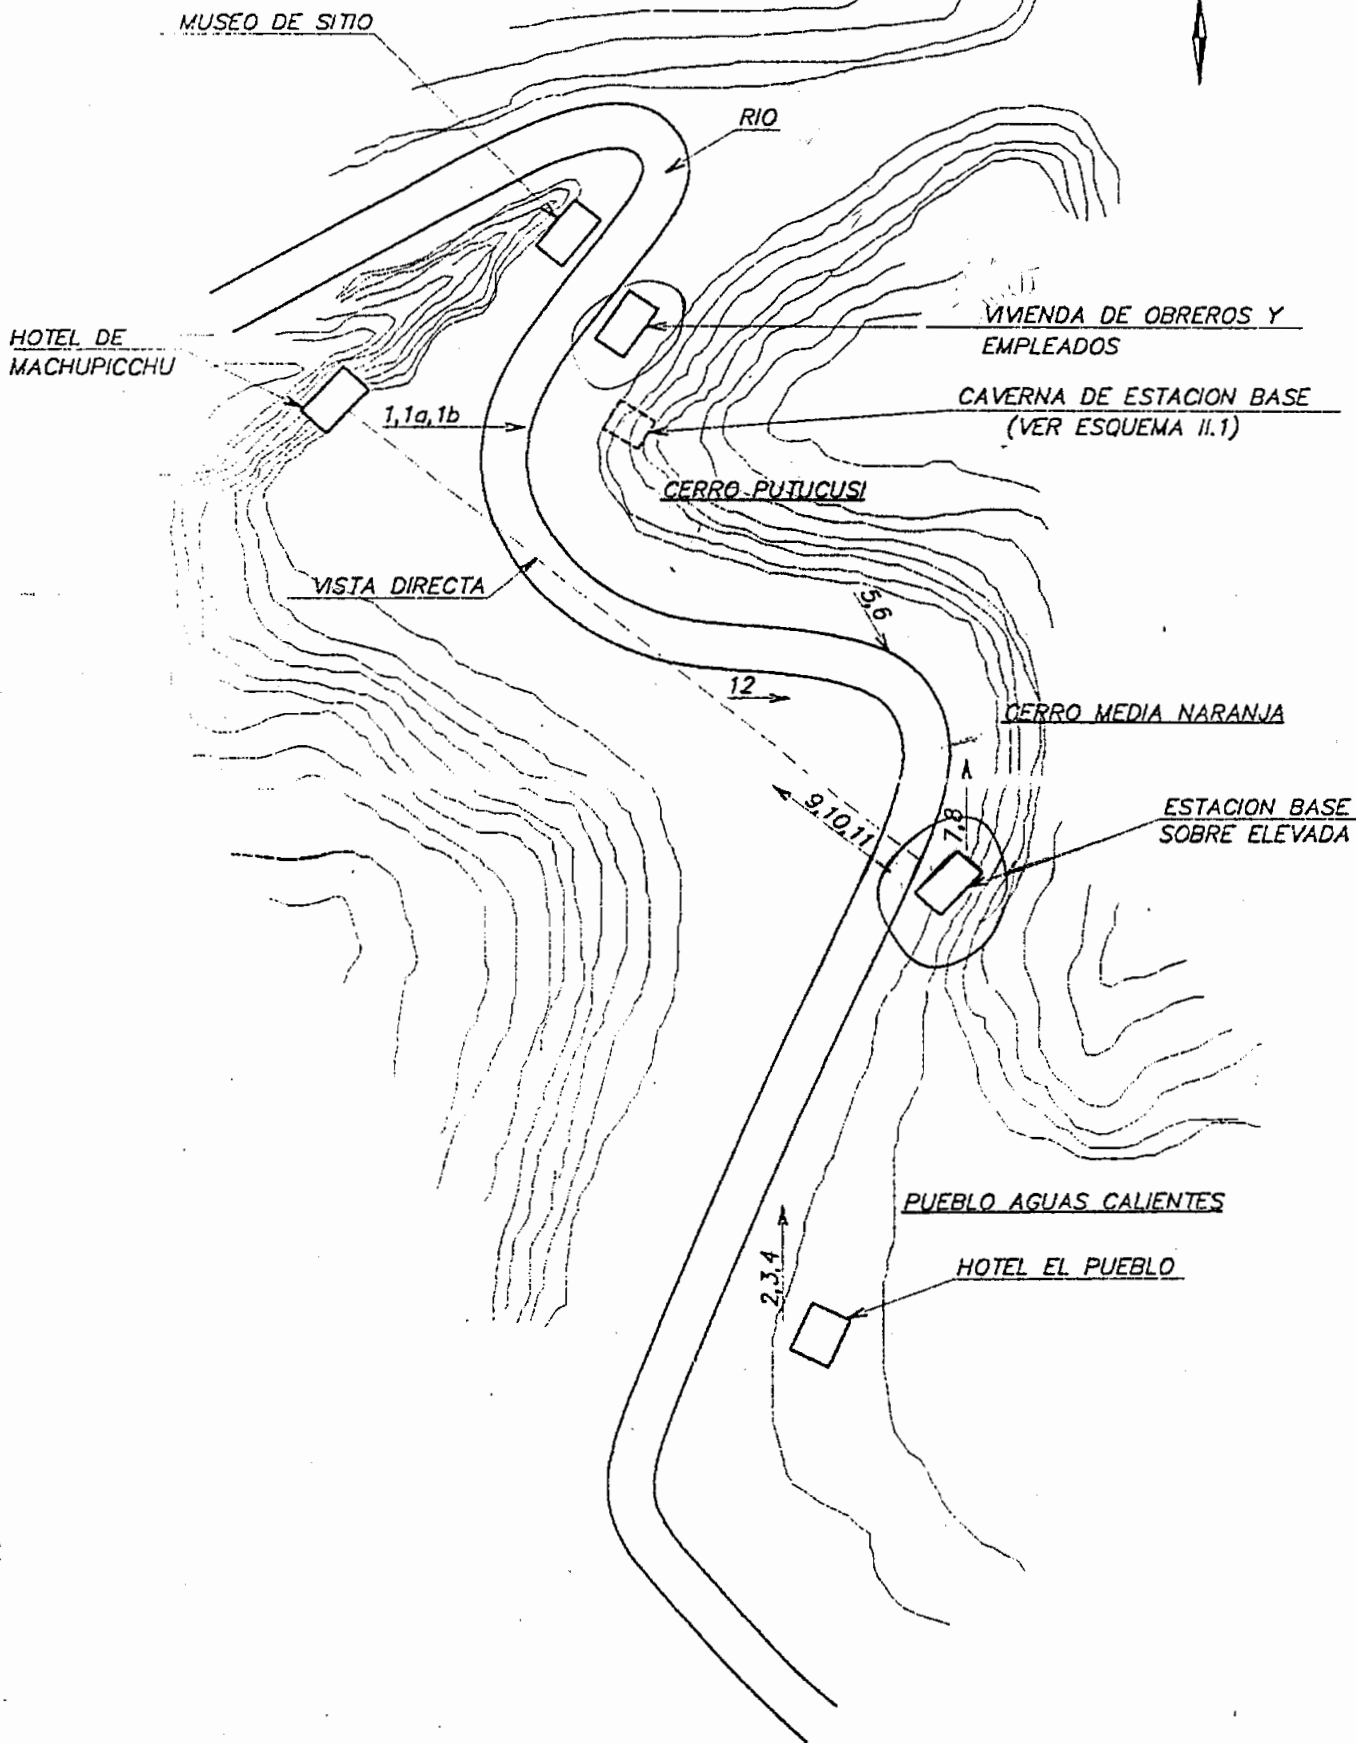 MUSEO DE SITIO
RIO
VIVIENDA DE OBREROS Y
EMPLEADOS
HOTEL DE
MACHUPICCHU
CAVERNA DE ESTACION BASE
(VER ESQUEMA II.1)
1,1a,1b
CERRO PUTUCUSI
VISTA DIRECTA
5,6
12
CERRO MEDIA NARANJA
9,10,11
7,8
ESTACION BASE
SOBRE ELEVADA
PUEBLO AGUAS CALIENTES
2,3,4
HOTEL EL PUEBLO